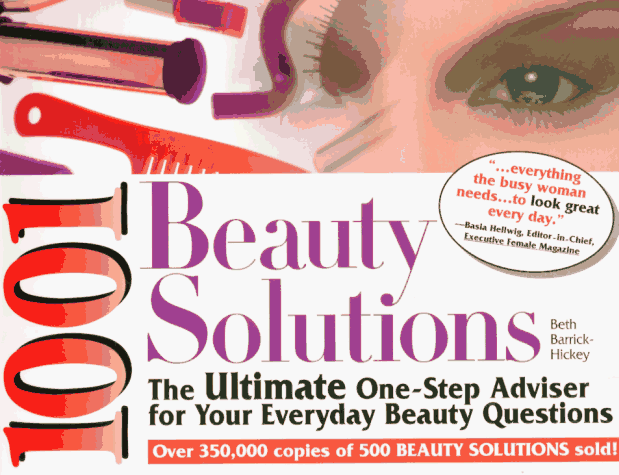 "...everything
the busy woman
needs...to look great
every day."
—Basia Hellwig, Editor-in-Chief,
Executive Female Magazine
1001
Beauty
Solutions
Beth
Barrick-
Hickey
The Ultimate One-Step Adviser
for Your Everyday Beauty Questions
Over 350,000 copies of 500 BEAUTY SOLUTIONS sold!